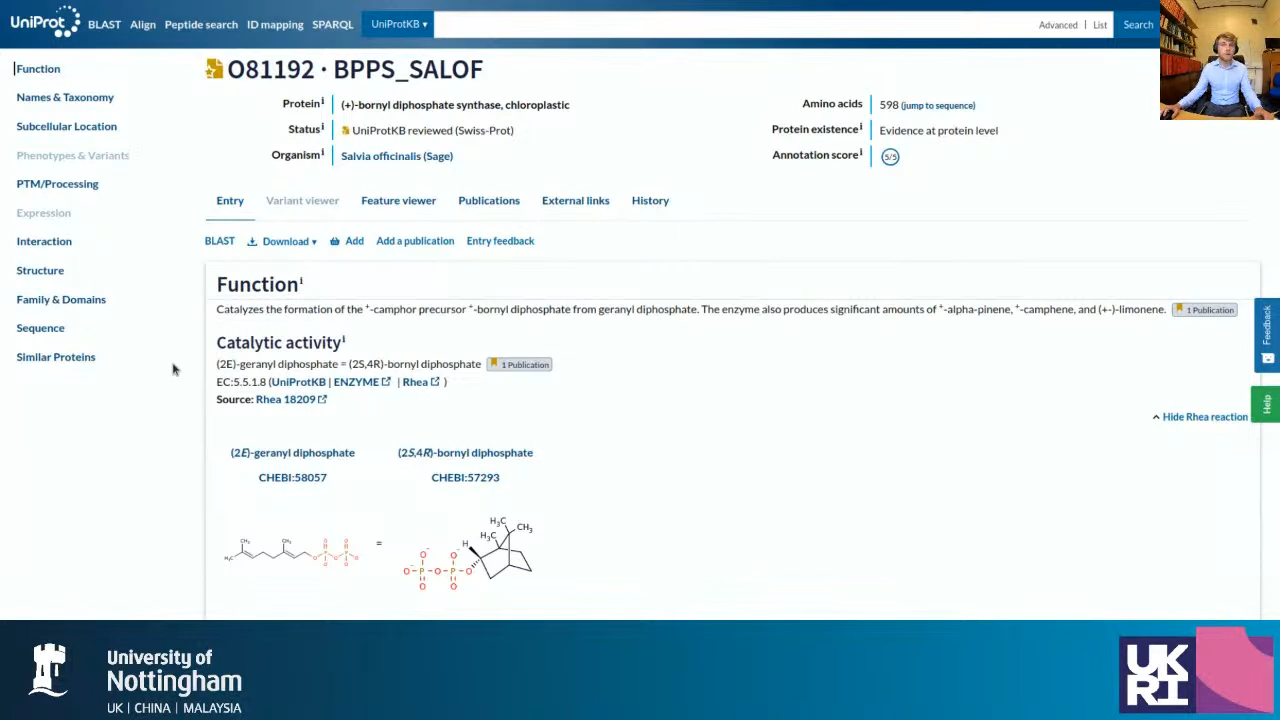 UniProt BLAST Align Peptide search ID mapping SPARQL UniProtKB ▾ Advanced | List Search
Function
Names & Taxonomy
Subcellular Location
Phenotypes & Variants
PTM/Processing
Expression
Interaction
Structure
Family & Domains
Sequence
Similar Proteins
O81192 · BPPS_SALOF
Protein i (+)-bornyl diphosphate synthase, chloroplastic
Status i UniProtKB reviewed (Swiss-Prot)
Organism i Salvia officinalis (Sage)
Amino acids 598 (jump to sequence)
Protein existence i Evidence at protein level
Annotation score i 5/5
Entry Variant viewer Feature viewer Publications External links History
BLAST Download ▾ Add Add a publication Entry feedback
Function i
Catalyzes the formation of the +-camphor precursor +-bornyl diphosphate from geranyl diphosphate. The enzyme also produces significant amounts of +-alpha-pinene, +-camphene, and (+-)-limonene. 1 Publication
Catalytic activity i
(2E)-geranyl diphosphate = (2S,4R)-bornyl diphosphate 1 Publication
EC:5.5.1.8 (UniProtKB | ENZYME | Rhea )
Source: Rhea 18209
Hide Rhea reaction
(2E)-geranyl diphosphate (2S,4R)-bornyl diphosphate
CHEBI:58057 CHEBI:57293
=
Feedback
Help
University of
Nottingham
UK | CHINA | MALAYSIA
UK
RI